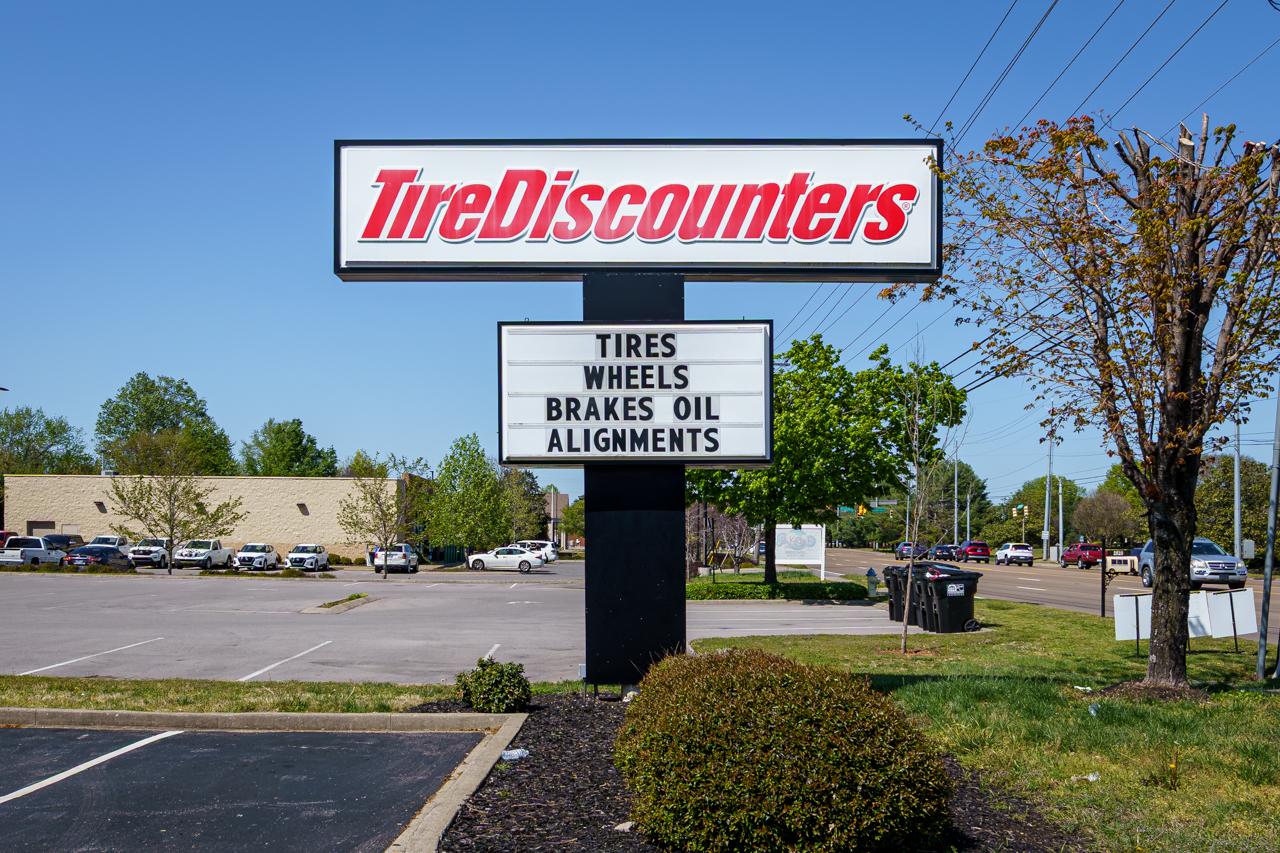 TireDiscounters®
TIRES
WHEELS
BRAKES OIL
ALIGNMENTS